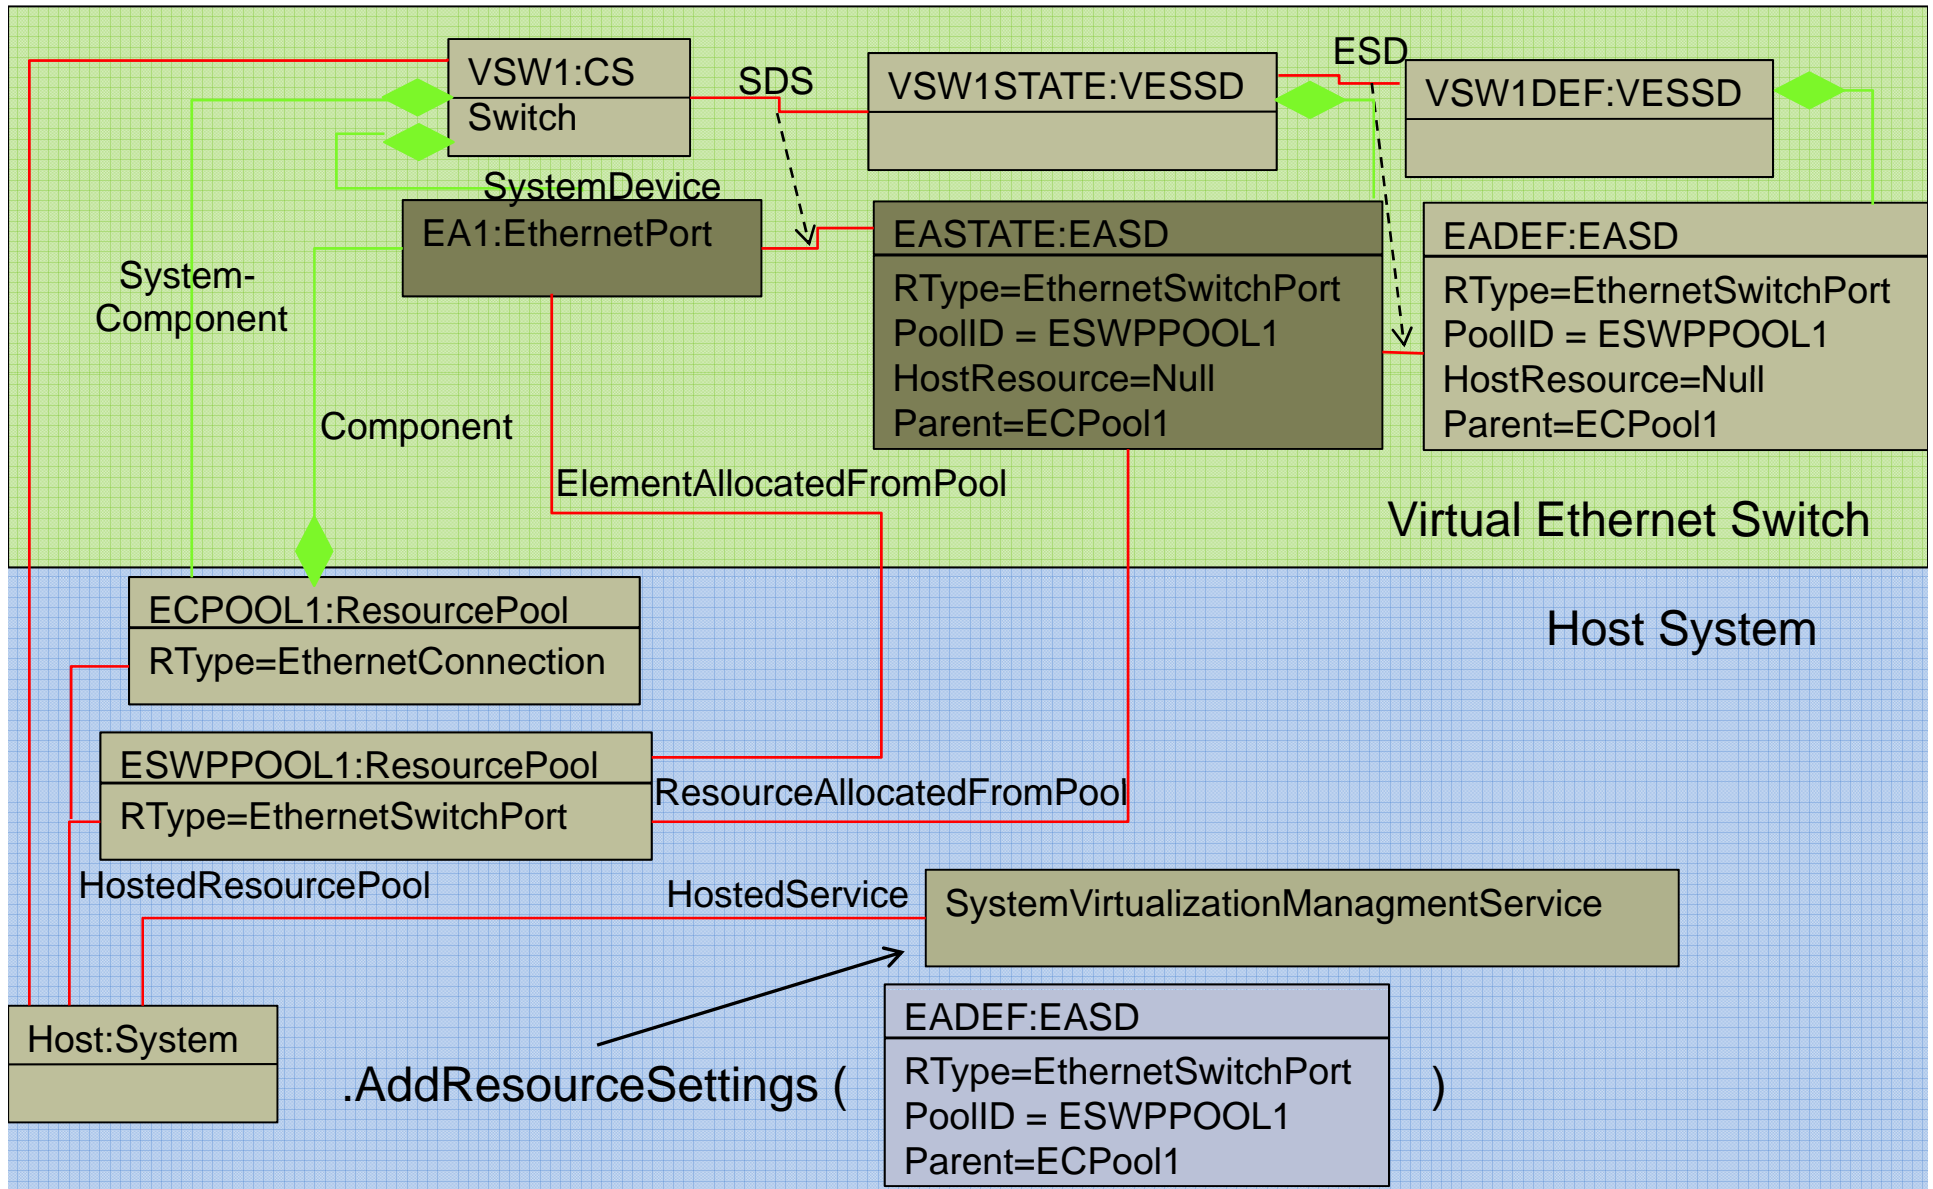 VSW1:CS
Switch
SDS
VSW1STATE:VESSD
ESD
VSW1DEF:VESSD
SystemDevice
EA1:EthernetPort
EASTATE:EASD
RType=EthernetSwitchPort
PoolID = ESWPPOOL1
HostResource=Null
Parent=ECPool1
EADEF:EASD
RType=EthernetSwitchPort
PoolID = ESWPPOOL1
HostResource=Null
Parent=ECPool1
System-
Component
Component
ElementAllocatedFromPool
Virtual Ethernet Switch
ECPOOL1:ResourcePool
RType=EthernetConnection
Host System
ESWPPOOL1:ResourcePool
RType=EthernetSwitchPort
ResourceAllocatedFromPool
HostedResourcePool
HostedService
SystemVirtualizationManagmentService
Host:System
.AddResourceSettings (
EADEF:EASD
RType=EthernetSwitchPort
PoolID = ESWPPOOL1
Parent=ECPool1
)